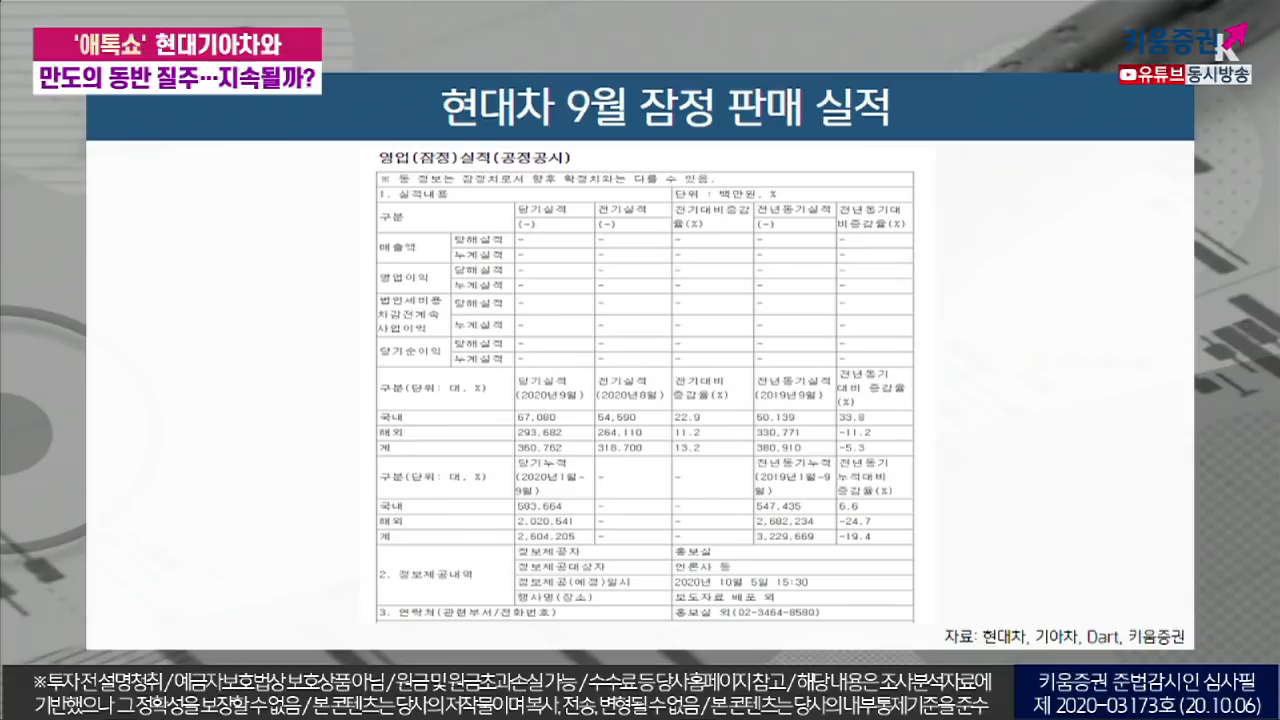 '애톡쇼' 현대기아차와
만도의 동반 질주…지속될까?
키움증권
유튜브 동시방송
현대차 9월 잠정 판매 실적
영업(잠정)실적(공정공시)
※ 동 정보는 잠정치로서 향후 확정치와는 다를 수 있음.
1. 실적내용 단위 : 백만원, %
구분 당기실적 (-) 전기실적 (-) 전기대비증감율(%) 전년동기실적 (-) 전년동기대비증감율(%)
매출액 당해실적 - - - - -
누계실적 - - - - -
영업이익 당해실적 - - - - -
누계실적 - - - - -
법인세비용차감전계속사업이익 당해실적 - - - - -
누계실적 - - - - -
당기순이익 당해실적 - - - - -
누계실적 - - - - -
구분(단위: 대, %) 당기실적 (2020년9월) 전기실적 (2020년8월) 전기대비 증감율(%) 전년동기실적 (2019년9월) 전년동기 대비 증감율 (%)
국내 67,080 54,590 22.9 50,139 33.8
해외 293,682 264,110 11.2 330,771 -11.2
계 360,762 318,700 13.2 380,910 -5.3
구분(단위: 대, %) 당기누적 (2020년1월-9월) - - 전년동기누적 (2019년1월-9월) 전년동기 누적대비 증감율(%)
국내 583,664 - - 547,435 6.6
해외 2,020,541 - - 2,682,234 -24.7
계 2,604,205 - - 3,229,669 -19.4
2. 정보제공내역 정보제공자 홍보실
정보제공대상자 언론사 등
정보제공(예정)일시 2020년 10월 5일 15:30
행사명(장소) 보도자료 배포 외
3. 연락처(관련부서/전화번호) 홍보실 외(02-3464-8580)
자료: 현대차, 기아차, Dart, 키움증권
※ 투자 전 설명청취 / 예금자보호법상 보호상품 아님 / 원금 및 원금초과손실 가능 / 수수료 등 당사홈페이지 참고 / 해당 내용은 조사분석자료에
기반했으나 그 정확성을 보장할 수 없음 / 본 콘텐츠는 당사의 저작물이며 복사, 전송, 변형될 수 없음 / 본 콘텐츠는 당사의 내부통제기준을 준수
키움증권 준법감시인 심사필
제 2020-03173호 (20.10.06)